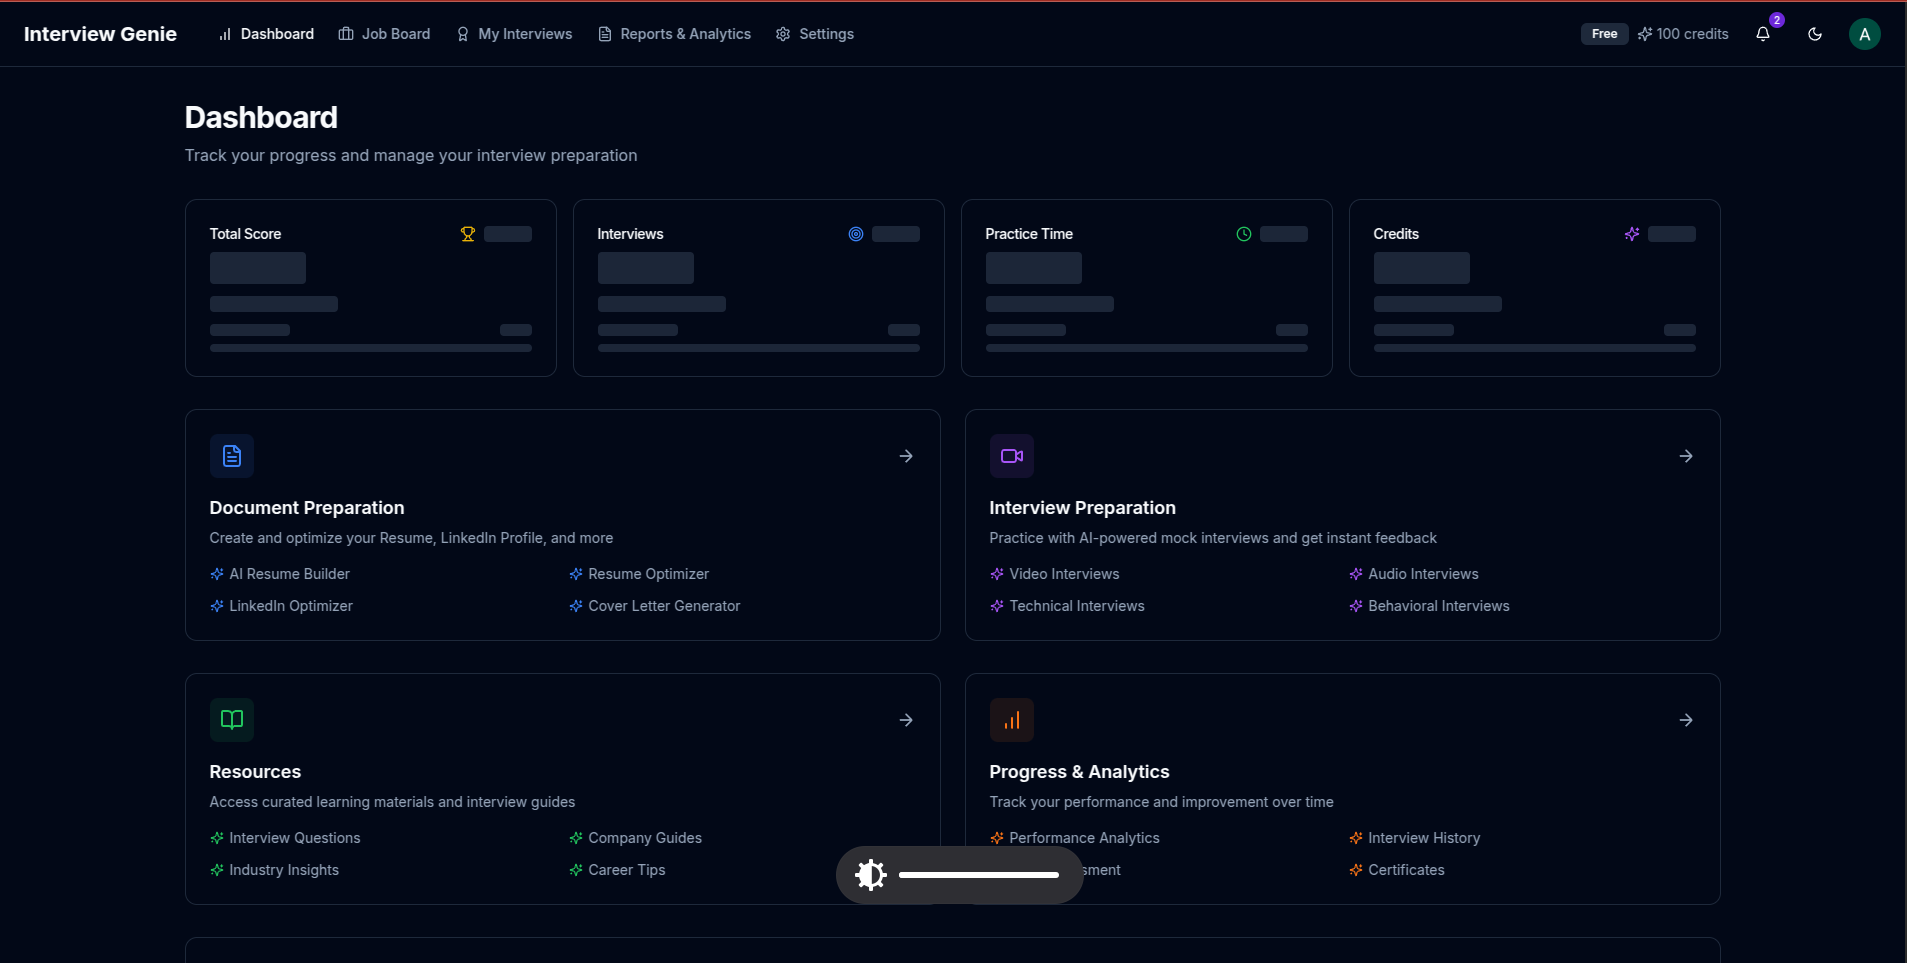 Interview Genie
Dashboard
Job Board
My Interviews
Reports & Analytics
Settings
Free
100 credits
2
A
Dashboard
Track your progress and manage your interview preparation
Total Score
Interviews
Practice Time
Credits
Document Preparation
Create and optimize your Resume, LinkedIn Profile, and more
AI Resume Builder
Resume Optimizer
LinkedIn Optimizer
Cover Letter Generator
Interview Preparation
Practice with AI-powered mock interviews and get instant feedback
Video Interviews
Audio Interviews
Technical Interviews
Behavioral Interviews
Resources
Access curated learning materials and interview guides
Interview Questions
Company Guides
Industry Insights
Career Tips
Progress & Analytics
Track your performance and improvement over time
Performance Analytics
Interview History
Certificates